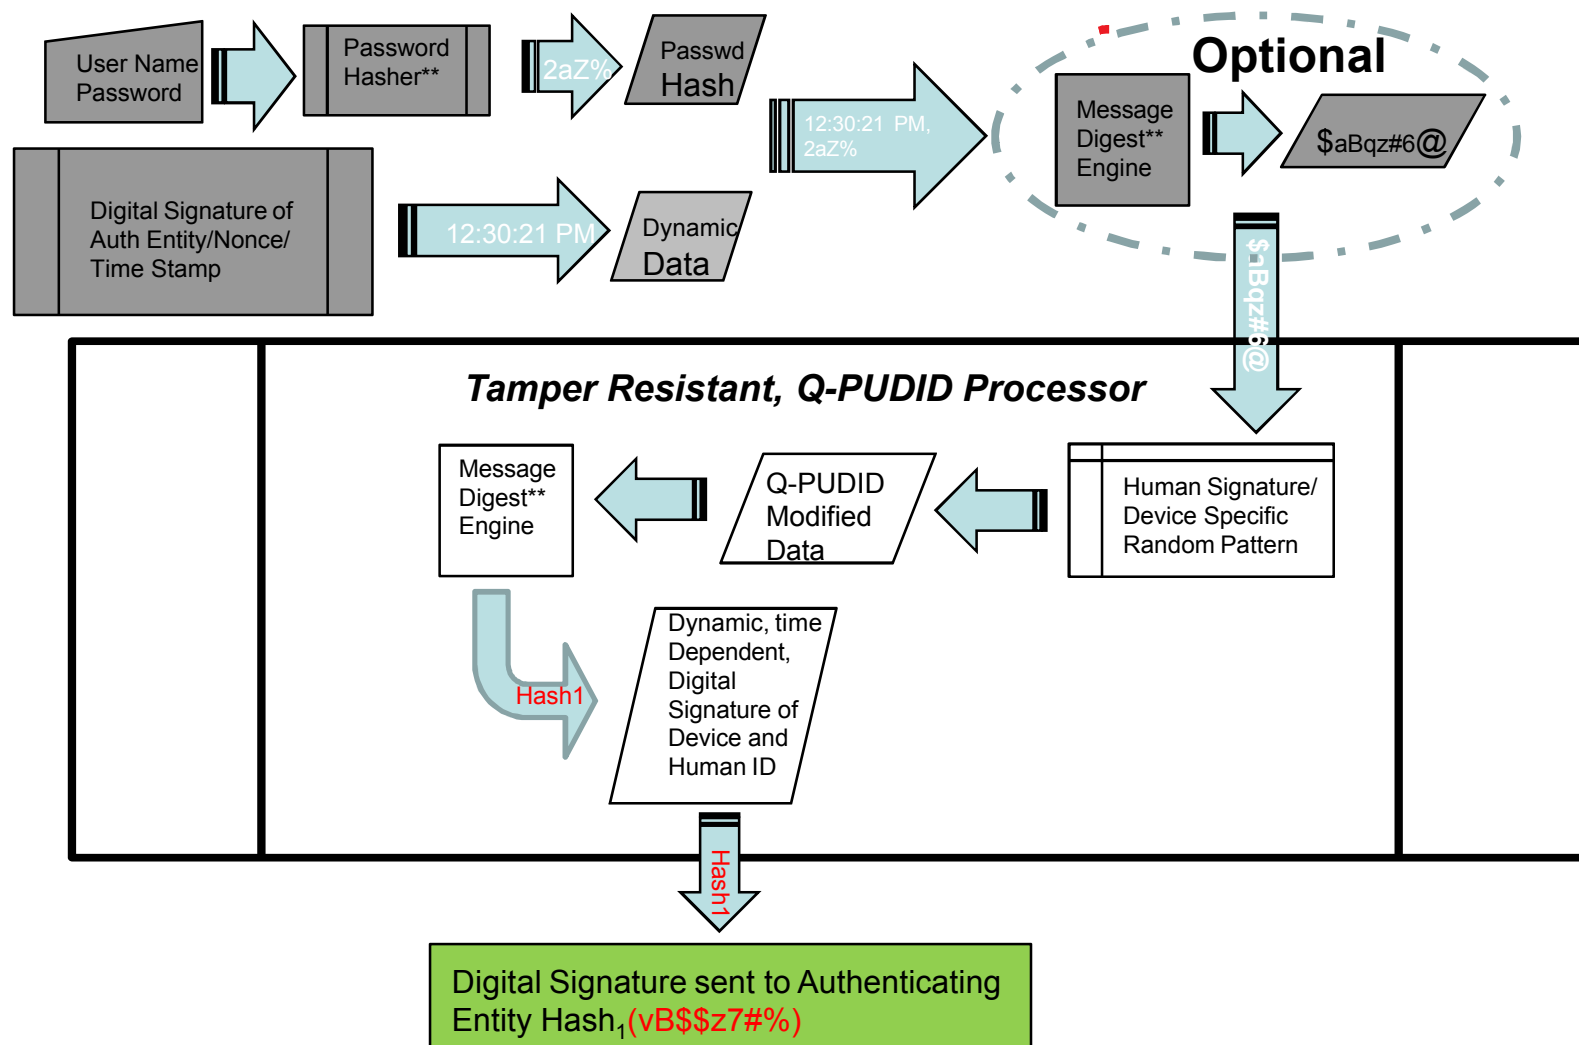 User Name
Password
Password
Hasher**
2aZ%
Passwd
Hash
12:30:21 PM,
2aZ%
Optional
Message
Digest**
Engine
$aBqz#6@
Digital Signature of
Auth Entity/Nonce/
Time Stamp
12:30:21 PM
Dynamic
Data
$aBqz#6@
Tamper Resistant, Q-PUDID Processor
Message
Digest**
Engine
Q-PUDID
Modified
Data
Human Signature/
Device Specific
Random Pattern
Hash1
Dynamic, time
Dependent,
Digital
Signature of
Device and
Human ID
Hash1
Digital Signature sent to Authenticating
Entity Hash1(vB$$z7#%)